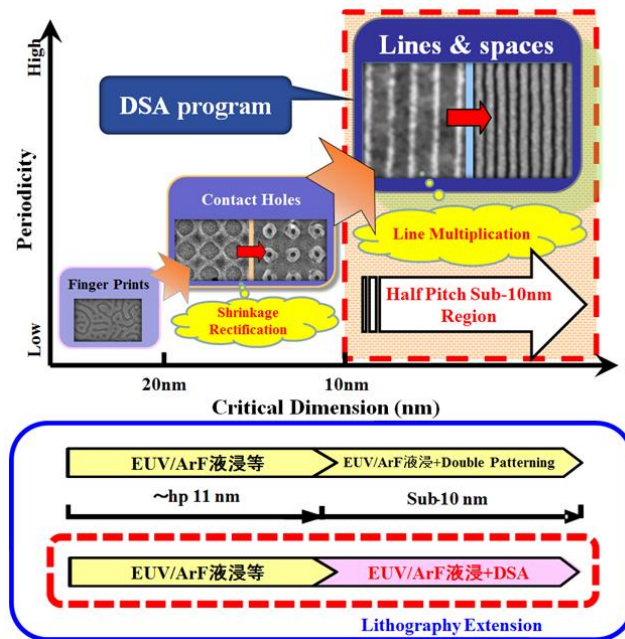 High
Periodicity
Low
Lines & spaces
DSA program
Contact Holes
Line Multiplication
Finger Prints
Shrinkage
Rectification
Half Pitch Sub-10nm
Region
20nm
10nm
Critical Dimension (nm)
EUV/ArF液浸等
EUV/ArF液浸+Double Patterning
～hp 11 nm
Sub-10 nm
EUV/ArF液浸等
EUV/ArF液浸+DSA
Lithography Extension